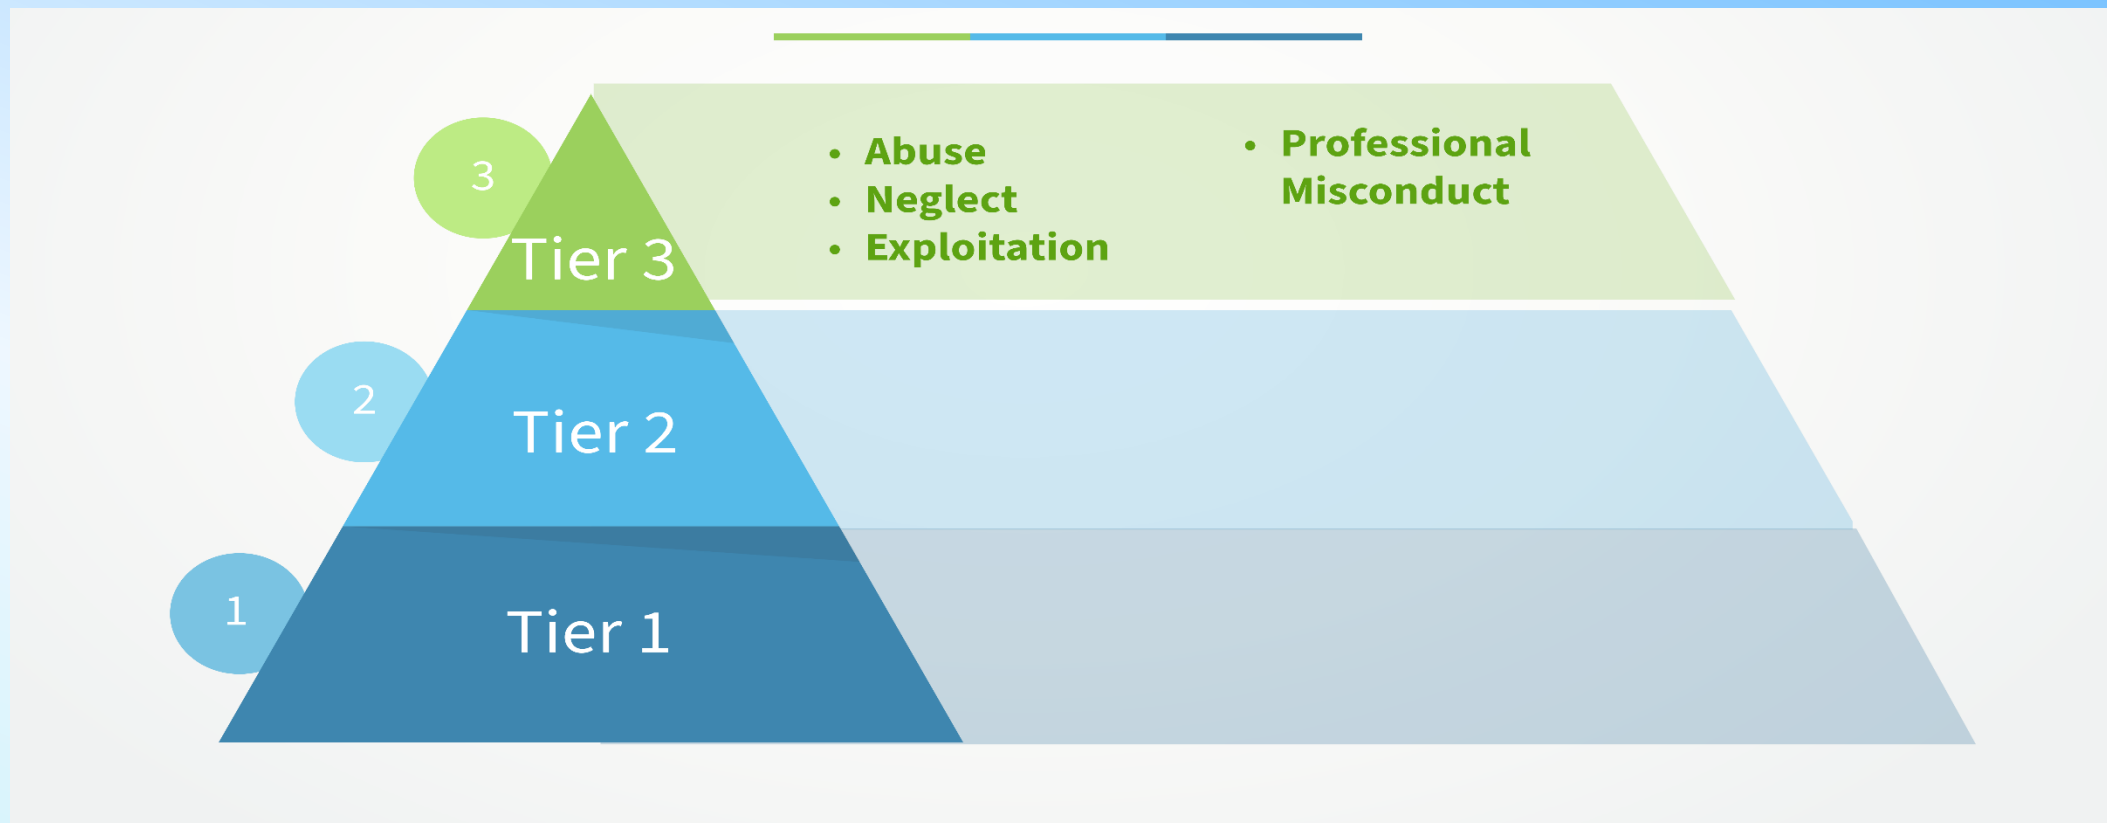 3
Tier 3
• Abuse
• Neglect
• Exploitation
• Professional
Misconduct
2
Tier 2
1
Tier 1